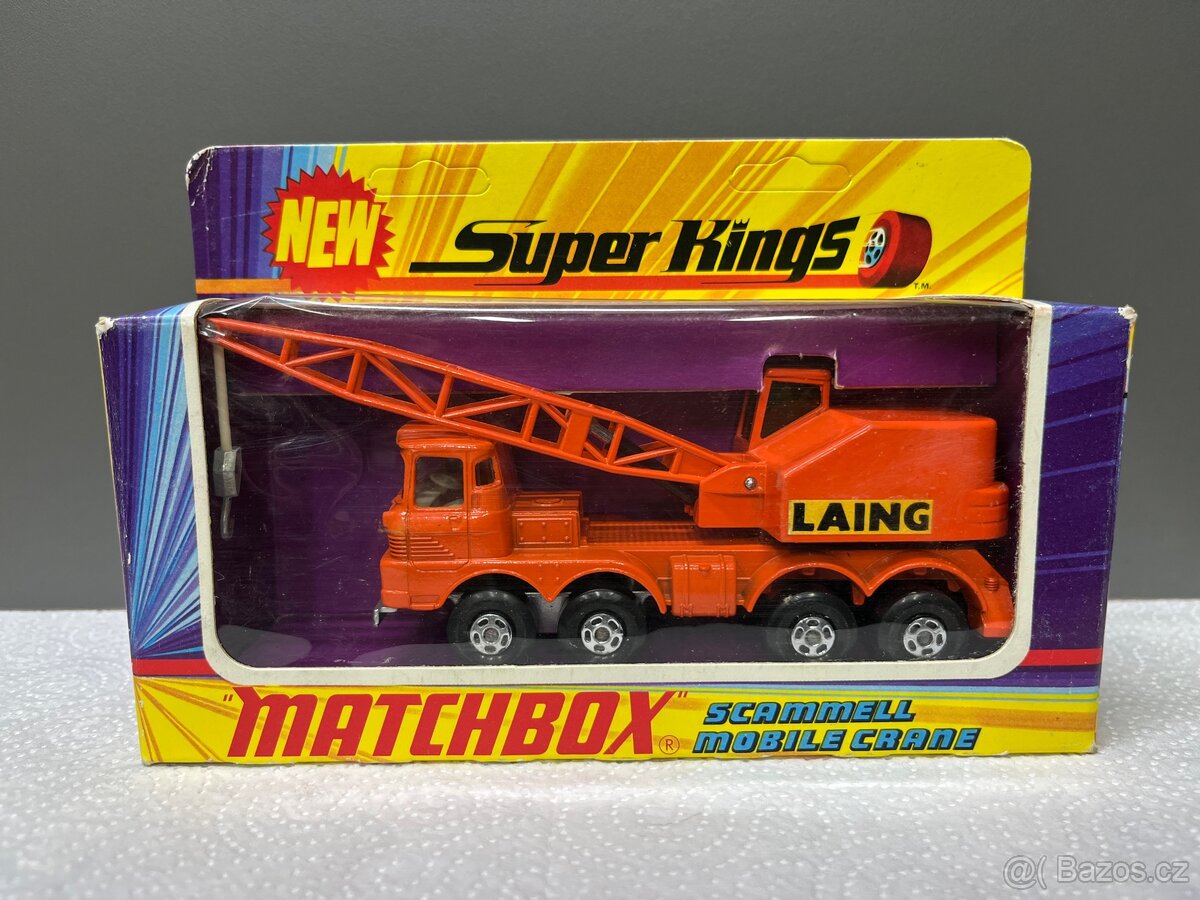 NEW
Super Kings
T.M.
LAING
"MATCHBOX"®
SCAMMELL
MOBILE CRANE
@( Bazos.cz